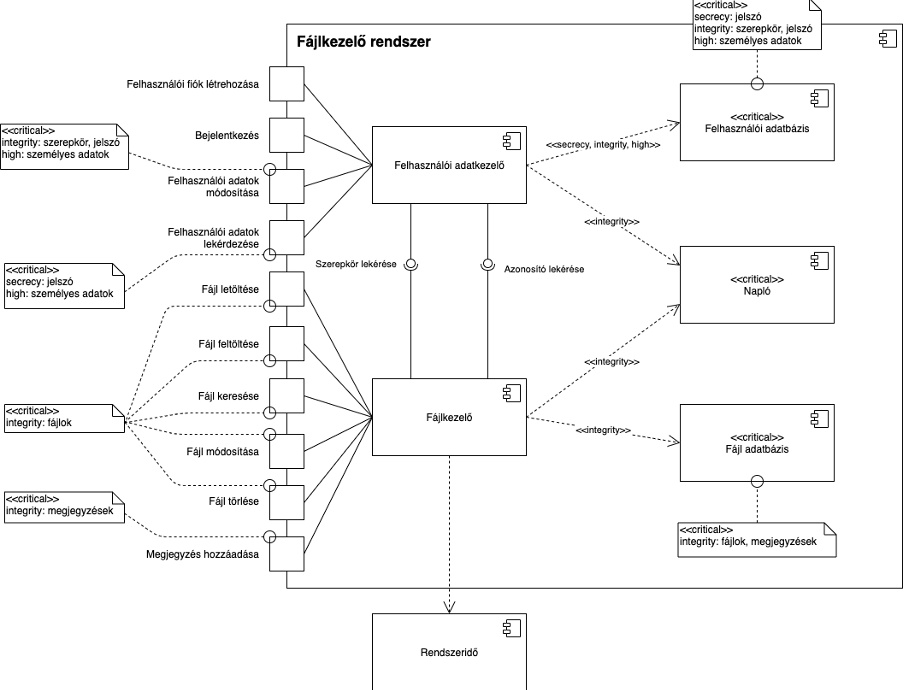 <<critical>>
secrecy: jelszó
integrity: szerepkör, jelszó
high: személyes adatok
Fájlkezelő rendszer
Felhasználói fiók létrehozása
<<critical>>
Felhasználói adatbázis
<<critical>>
integrity: szerepkör, jelszó
high: személyes adatok
Bejelentkezés
<<secrecy, integrity, high>>
Felhasználói adatkezelő
Felhasználói adatok
módosítása
<<integrity>>
Felhasználói adatok
lekérdezése
Szerepkör lekérése
Azonosító lekérése
<<critical>>
secrecy: jelszó
high: személyes adatok
<<critical>>
Napló
Fájl letöltése
Fájl feltöltése
<<integrity>>
Fájl keresése
<<critical>>
integrity: fájlok
Fájlkezelő
<<integrity>>
<<critical>>
Fájl adatbázis
Fájl módosítása
Fájl törlése
<<critical>>
integrity: megjegyzések
<<critical>>
integrity: fájlok, megjegyzések
Megjegyzés hozzáadása
Rendszeridő